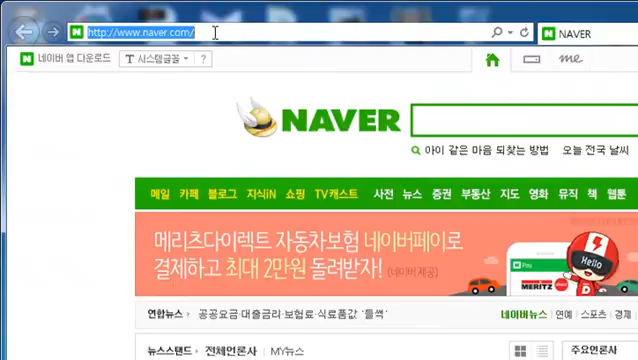 http://www.naver.com/
NAVER
네이버 앱 다운로드
시스템글꼴
?
me
NAVER
아이 같은 마음 되찾는 방법
오늘 전국 날씨
메일 카페 블로그 지식iN 쇼핑 TV캐스트 사전 뉴스 증권 부동산 지도 영화 뮤직 책 웹툰
메리츠다이렉트 자동차보험 네이버페이로
결제하고 최대 2만원 돌려받자! (네이버 제공)
Pay
MERITZ
Hello
연합뉴스 공공요금·대출금리·보험료·식료품값 '들썩'
네이버뉴스 연예 스포츠 경제
뉴스스탠드 전체언론사 MY뉴스
주요언론사